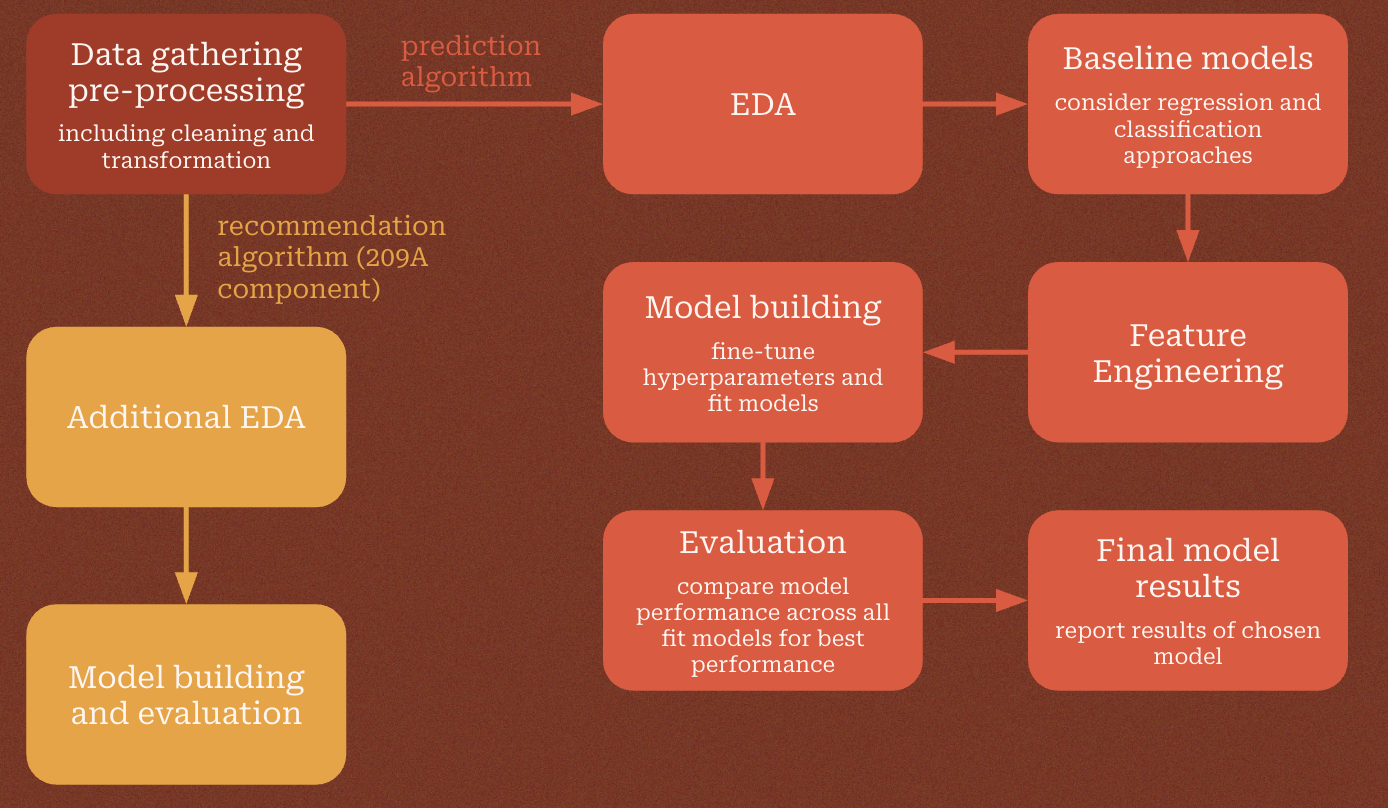 Data gathering
pre-processing
including cleaning and
transformation
prediction
algorithm
EDA
Baseline models
consider regression and
classification
approaches
recommendation
algorithm (209A
component)
Model building
fine-tune
hyperparameters and
fit models
Feature
Engineering
Additional EDA
Evaluation
compare model
performance across all
fit models for best
performance
Final model
results
report results of chosen
model
Model building
and evaluation